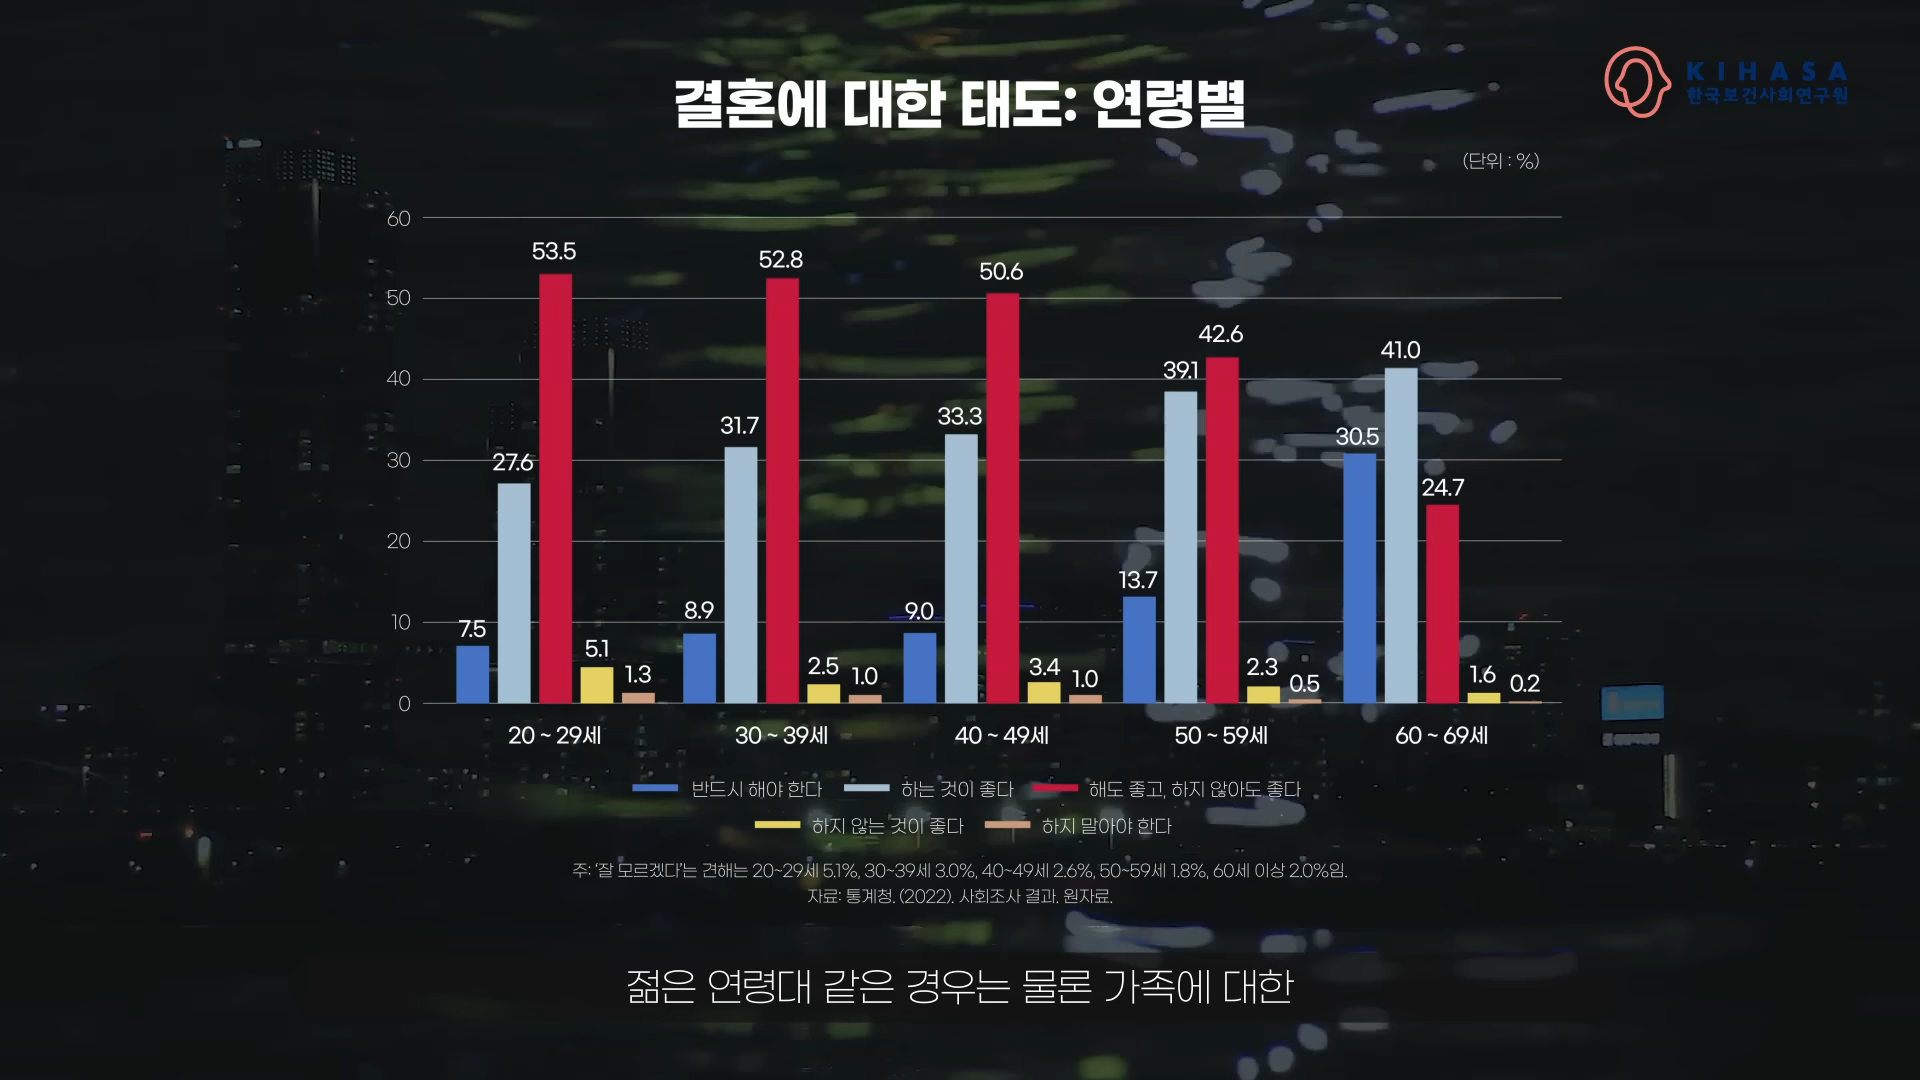 KIHASA
한국보건사회연구원
결혼에 대한 태도: 연령별
(단위 : %)
60
50
40
30
20
10
0
7.5 27.6 53.5 5.1 1.3
8.9 31.7 52.8 2.5 1.0
9.0 33.3 50.6 3.4 1.0
13.7 39.1 42.6 2.3 0.5
30.5 41.0 24.7 1.6 0.2
20 ~ 29세 30 ~ 39세 40 ~ 49세 50 ~ 59세 60 ~ 69세
반드시 해야 한다 하는 것이 좋다 해도 좋고, 하지 않아도 좋다
하지 않는 것이 좋다 하지 말아야 한다
주: ‘잘 모르겠다’는 견해는 20~29세 5.1%, 30~39세 3.0%, 40~49세 2.6%, 50~59세 1.8%, 60세 이상 2.0%임.
자료: 통계청. (2022). 사회조사 결과. 원자료.
젊은 연령대 같은 경우는 물론 가족에 대한